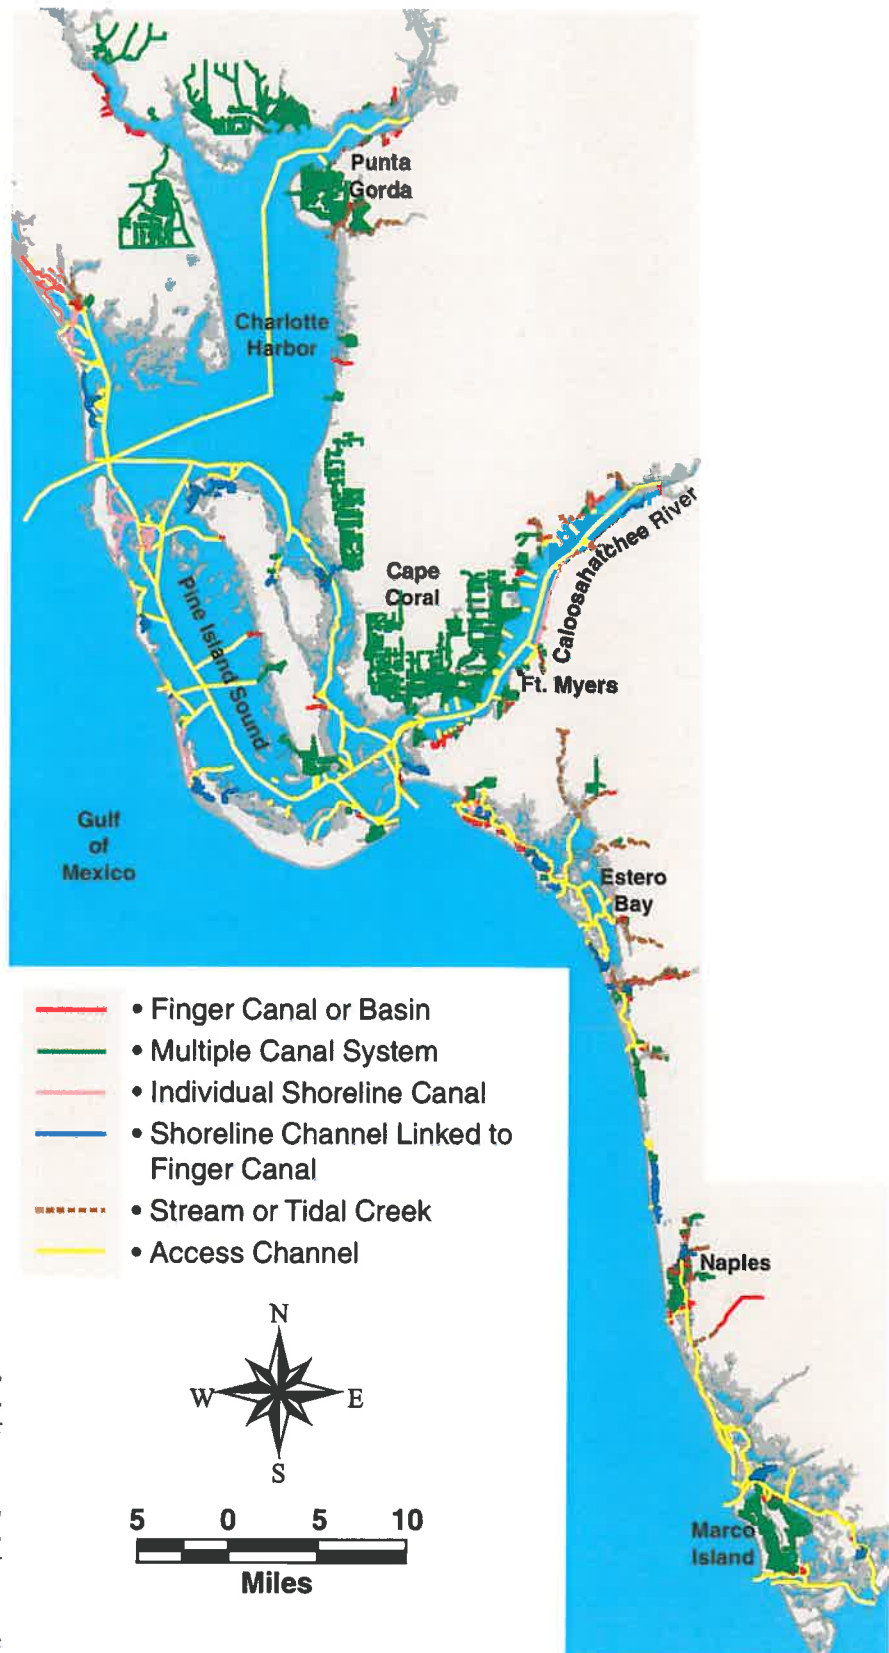 Punta
Gorda
Charlotte
Harbor
Caloosahatchee River
Cape
Coral
Pine Island Sound
Ft. Myers
Gulf
of
Mexico
Estero
Bay
• Finger Canal or Basin
• Multiple Canal System
• Individual Shoreline Canal
• Shoreline Channel Linked to
Finger Canal
• Stream or Tidal Creek
• Access Channel
Naples
N
W E
S
5 0 5 10
Miles
Marco
Island